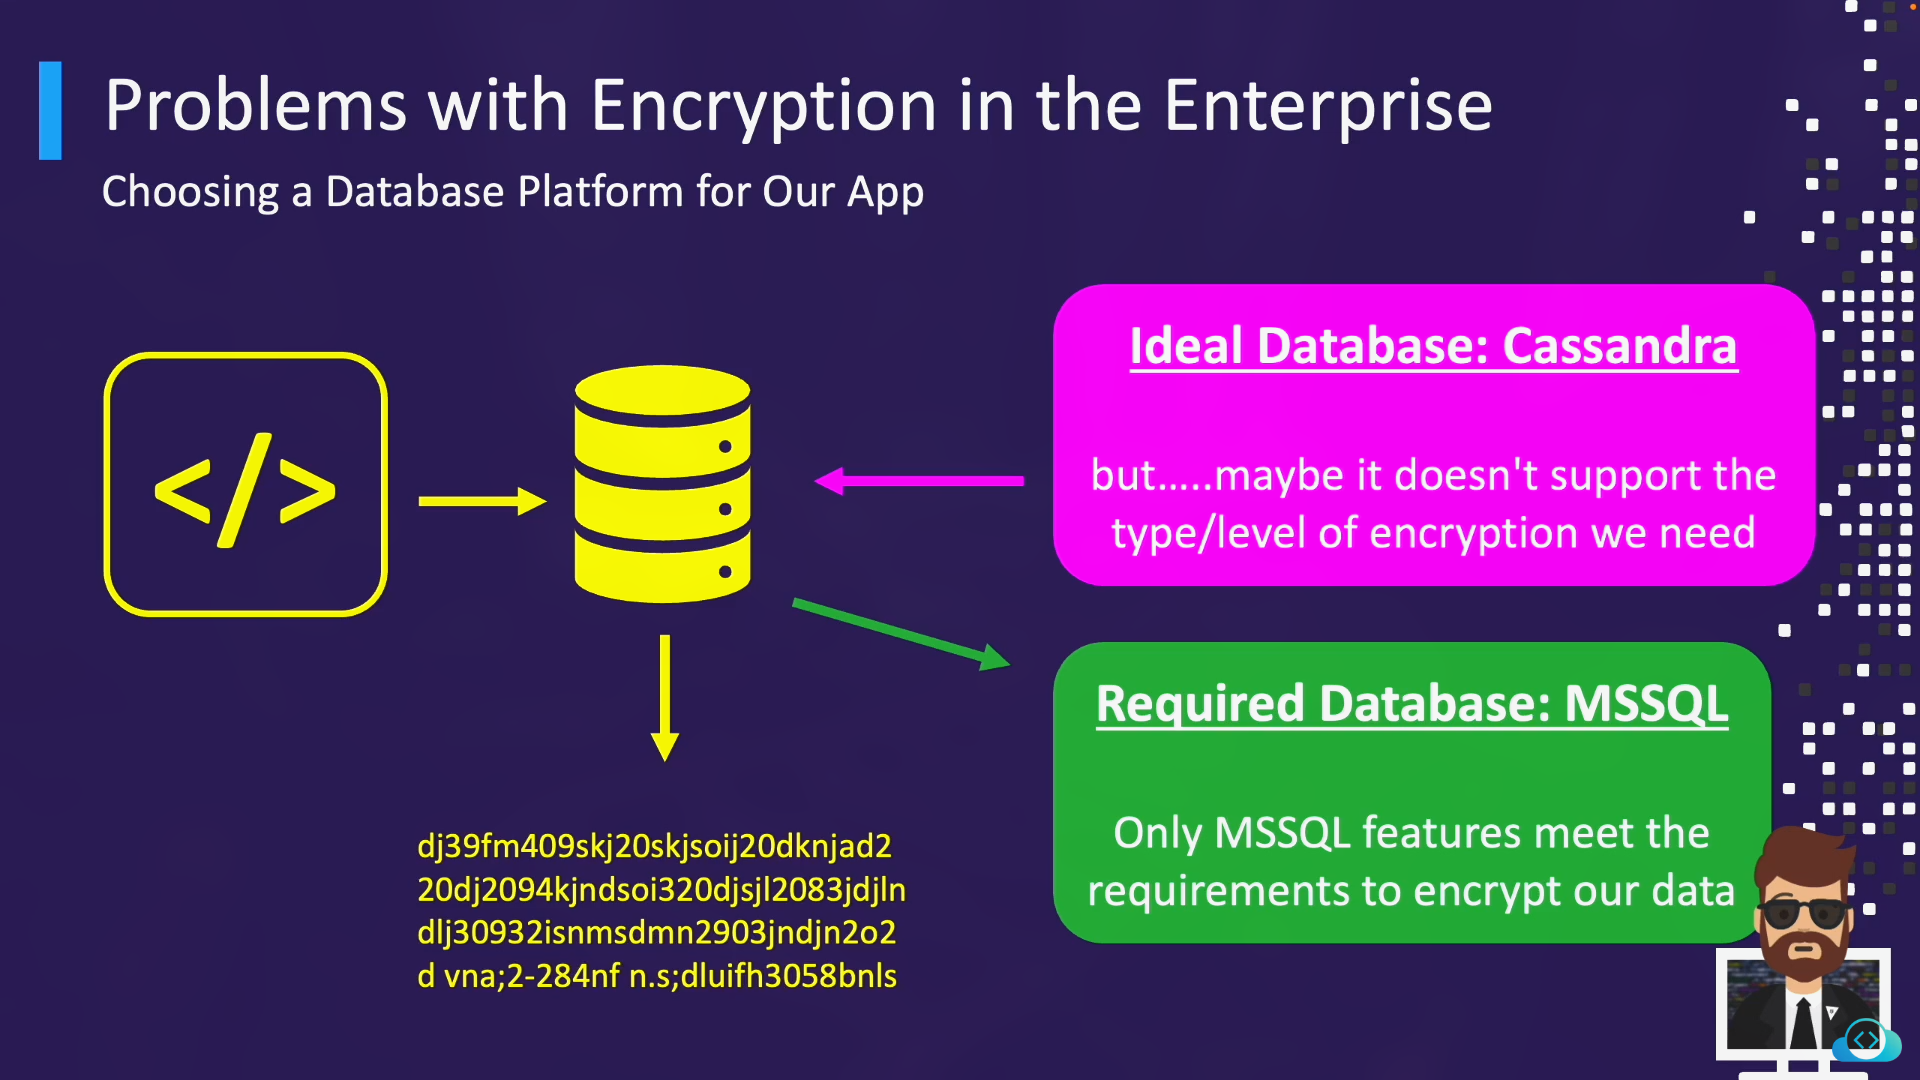 Problems with Encryption in the Enterprise
Choosing a Database Platform for Our App
</>
Ideal Database: Cassandra
but.....maybe it doesn't support the
type/level of encryption we need
Required Database: MSSQL
Only MSSQL features meet the
requirements to encrypt our data
dj39fm409skj20skjsoij20dknjad2
20dj2094kjndsoi320djsjl2083jdjln
dlj30932isnmsdmn2903jndjn2o2
d vna;2-284nf n.s;dluifh3058bnls